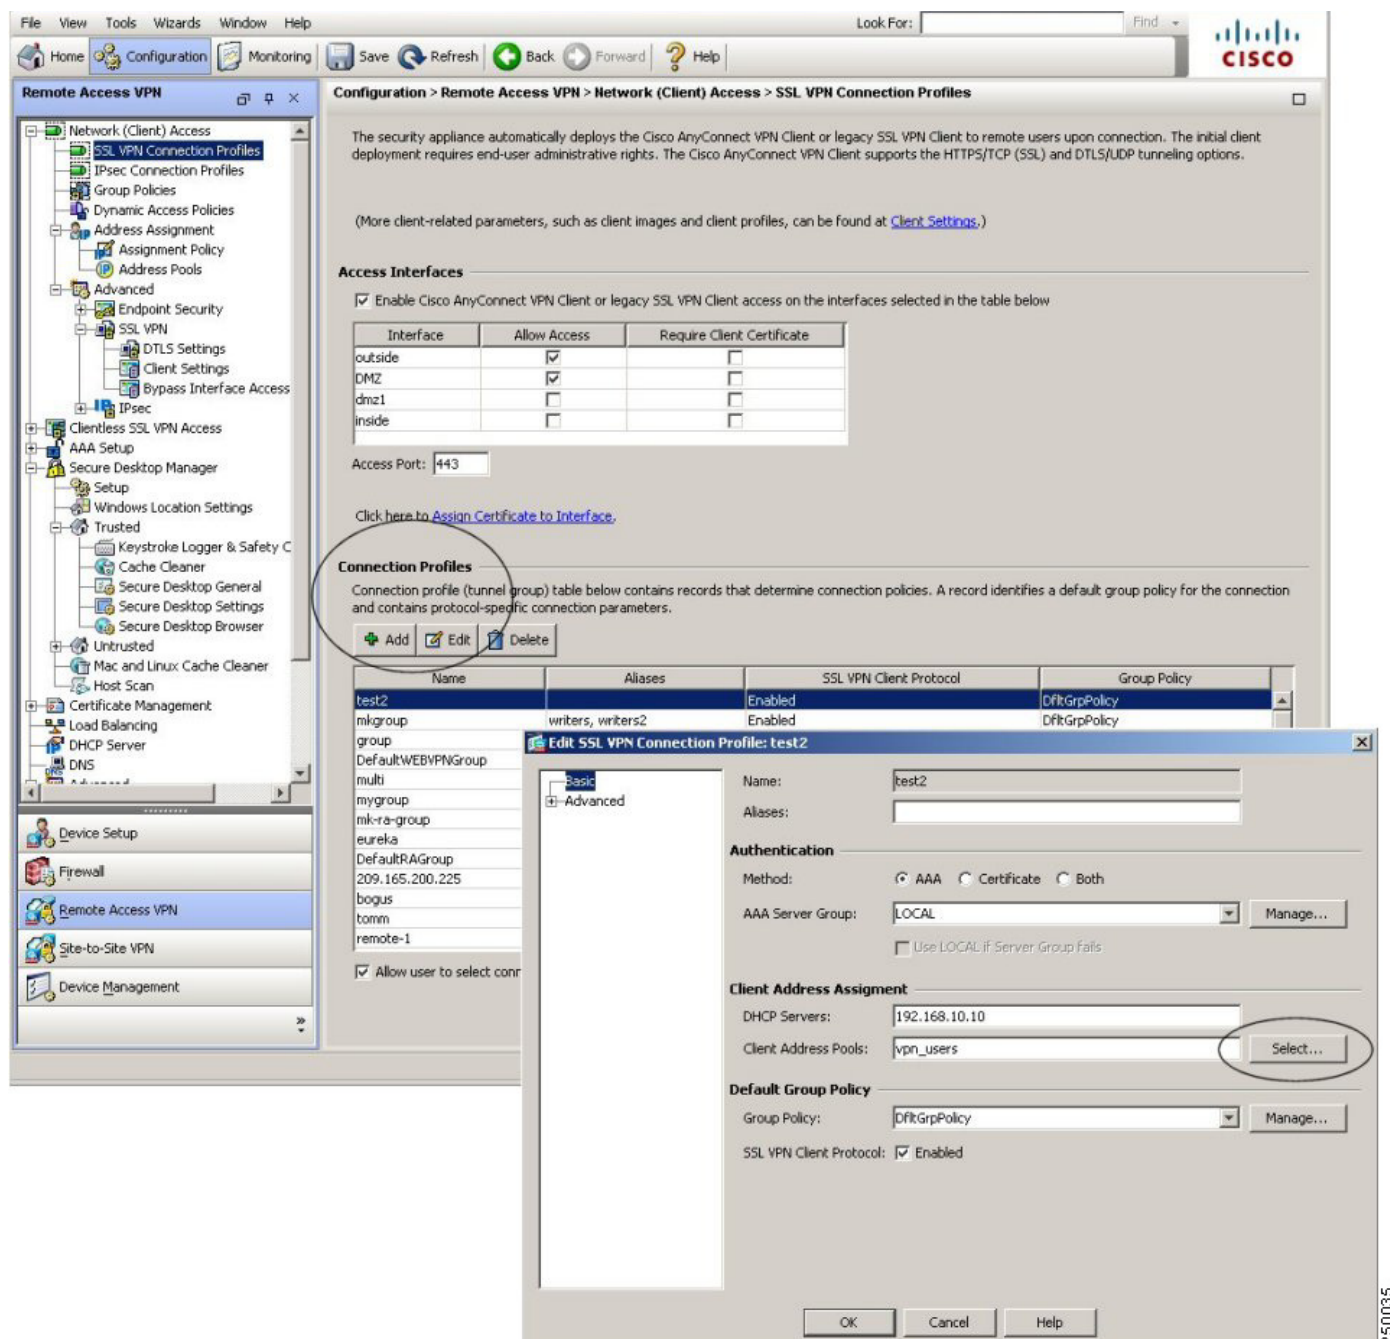 File View Tools Wizards Window Help Look For: Find
Home Configuration Monitoring Save Refresh Back Forward Help
CISCO
Remote Access VPN
Network (Client) Access
SSL VPN Connection Profiles
IPsec Connection Profiles
Group Policies
Dynamic Access Policies
Address Assignment
Assignment Policy
Address Pools
Advanced
Endpoint Security
SSL VPN
DTLS Settings
Client Settings
Bypass Interface Access
IPsec
Clientless SSL VPN Access
AAA Setup
Secure Desktop Manager
Setup
Windows Location Settings
Trusted
Keystroke Logger & Safety C
Cache Cleaner
Secure Desktop General
Secure Desktop Settings
Secure Desktop Browser
Untrusted
Mac and Linux Cache Cleaner
Host Scan
Certificate Management
Load Balancing
DHCP Server
DNS
Advanced
Device Setup
Firewall
Remote Access VPN
Site-to-Site VPN
Device Management
Configuration > Remote Access VPN > Network (Client) Access > SSL VPN Connection Profiles
The security appliance automatically deploys the Cisco AnyConnect VPN Client or legacy SSL VPN Client to remote users upon connection. The initial client
deployment requires end-user administrative rights. The Cisco AnyConnect VPN Client supports the HTTPS/TCP (SSL) and DTLS/UDP tunneling options.
(More client-related parameters, such as client images and client profiles, can be found at Client Settings.)
Access Interfaces
Enable Cisco AnyConnect VPN Client or legacy SSL VPN Client access on the interfaces selected in the table below
Interface Allow Access Require Client Certificate
outside
DMZ
dmz1
inside
Access Port: 443
Click here to Assign Certificate to Interface.
Connection Profiles
Connection profile (tunnel group) table below contains records that determine connection policies. A record identifies a default group policy for the connection
and contains protocol-specific connection parameters.
Add Edit Delete
Name Aliases SSL VPN Client Protocol Group Policy
test2 Enabled DfltGrpPolicy
mkgroup writers, writers2 Enabled DfltGrpPolicy
group
DefaultWEBVPNGroup
multi
mygroup
mk-ra-group
eureka
DefaultRAGroup
209.165.200.225
bogus
tomm
remote-1
Allow user to select conn
Edit SSL VPN Connection Profile: test2
Basic
Advanced
Name: test2
Aliases:
Authentication
Method: AAA Certificate Both
AAA Server Group: LOCAL Manage...
Use LOCAL if Server Group fails
Client Address Assigment
DHCP Servers: 192.168.10.10
Client Address Pools: vpn_users Select...
Default Group Policy
Group Policy: DfltGrpPolicy Manage...
SSL VPN Client Protocol: Enabled
OK Cancel Help